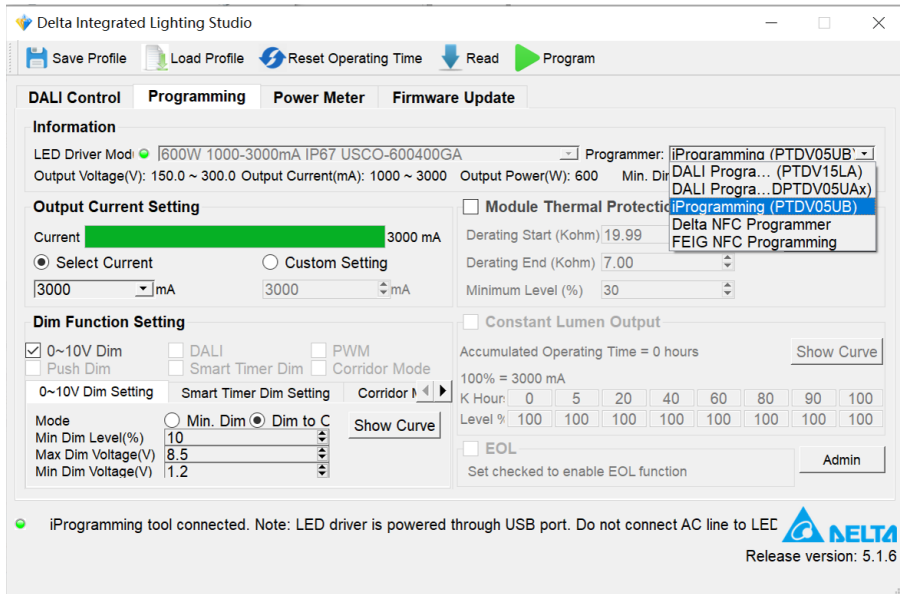 Delta Integrated Lighting Studio
Save Profile Load Profile Reset Operating Time Read Program
DALI Control Programming Power Meter Firmware Update
Information
LED Driver Mod 600W 1000-3000mA IP67 USCO-600400GA Programmer: iProgramming (PTDV05UB)
Output Voltage(V): 150.0 ~ 300.0 Output Current(mA): 1000 ~ 3000 Output Power(W): 600 Min. Dir
DALI Progra... (PTDV15LA)
DALI Progra...DPTDV05UAx)
iProgramming (PTDV05UB)
Delta NFC Programmer
FEIG NFC Programming
Output Current Setting
Current 3000 mA
Select Current Custom Setting
3000 mA 3000 mA
Module Thermal Protectio
Derating Start (Kohm) 19.99
Derating End (Kohm) 7.00
Minimum Level (%) 30
Dim Function Setting
0~10V Dim DALI PWM
Push Dim Smart Timer Dim Corridor Mode
0~10V Dim Setting Smart Timer Dim Setting Corridor M
Mode Min. Dim Dim to C Show Curve
Min Dim Level(%) 10
Max Dim Voltage(V) 8.5
Min Dim Voltage(V) 1.2
Constant Lumen Output
Accumulated Operating Time = 0 hours Show Curve
100% = 3000 mA
K Hour: 0 5 20 40 60 80 90 100
Level % 100 100 100 100 100 100 100 100
EOL
Set checked to enable EOL function
Admin
iProgramming tool connected. Note: LED driver is powered through USB port. Do not connect AC line to LED
DELTA
Release version: 5.1.6